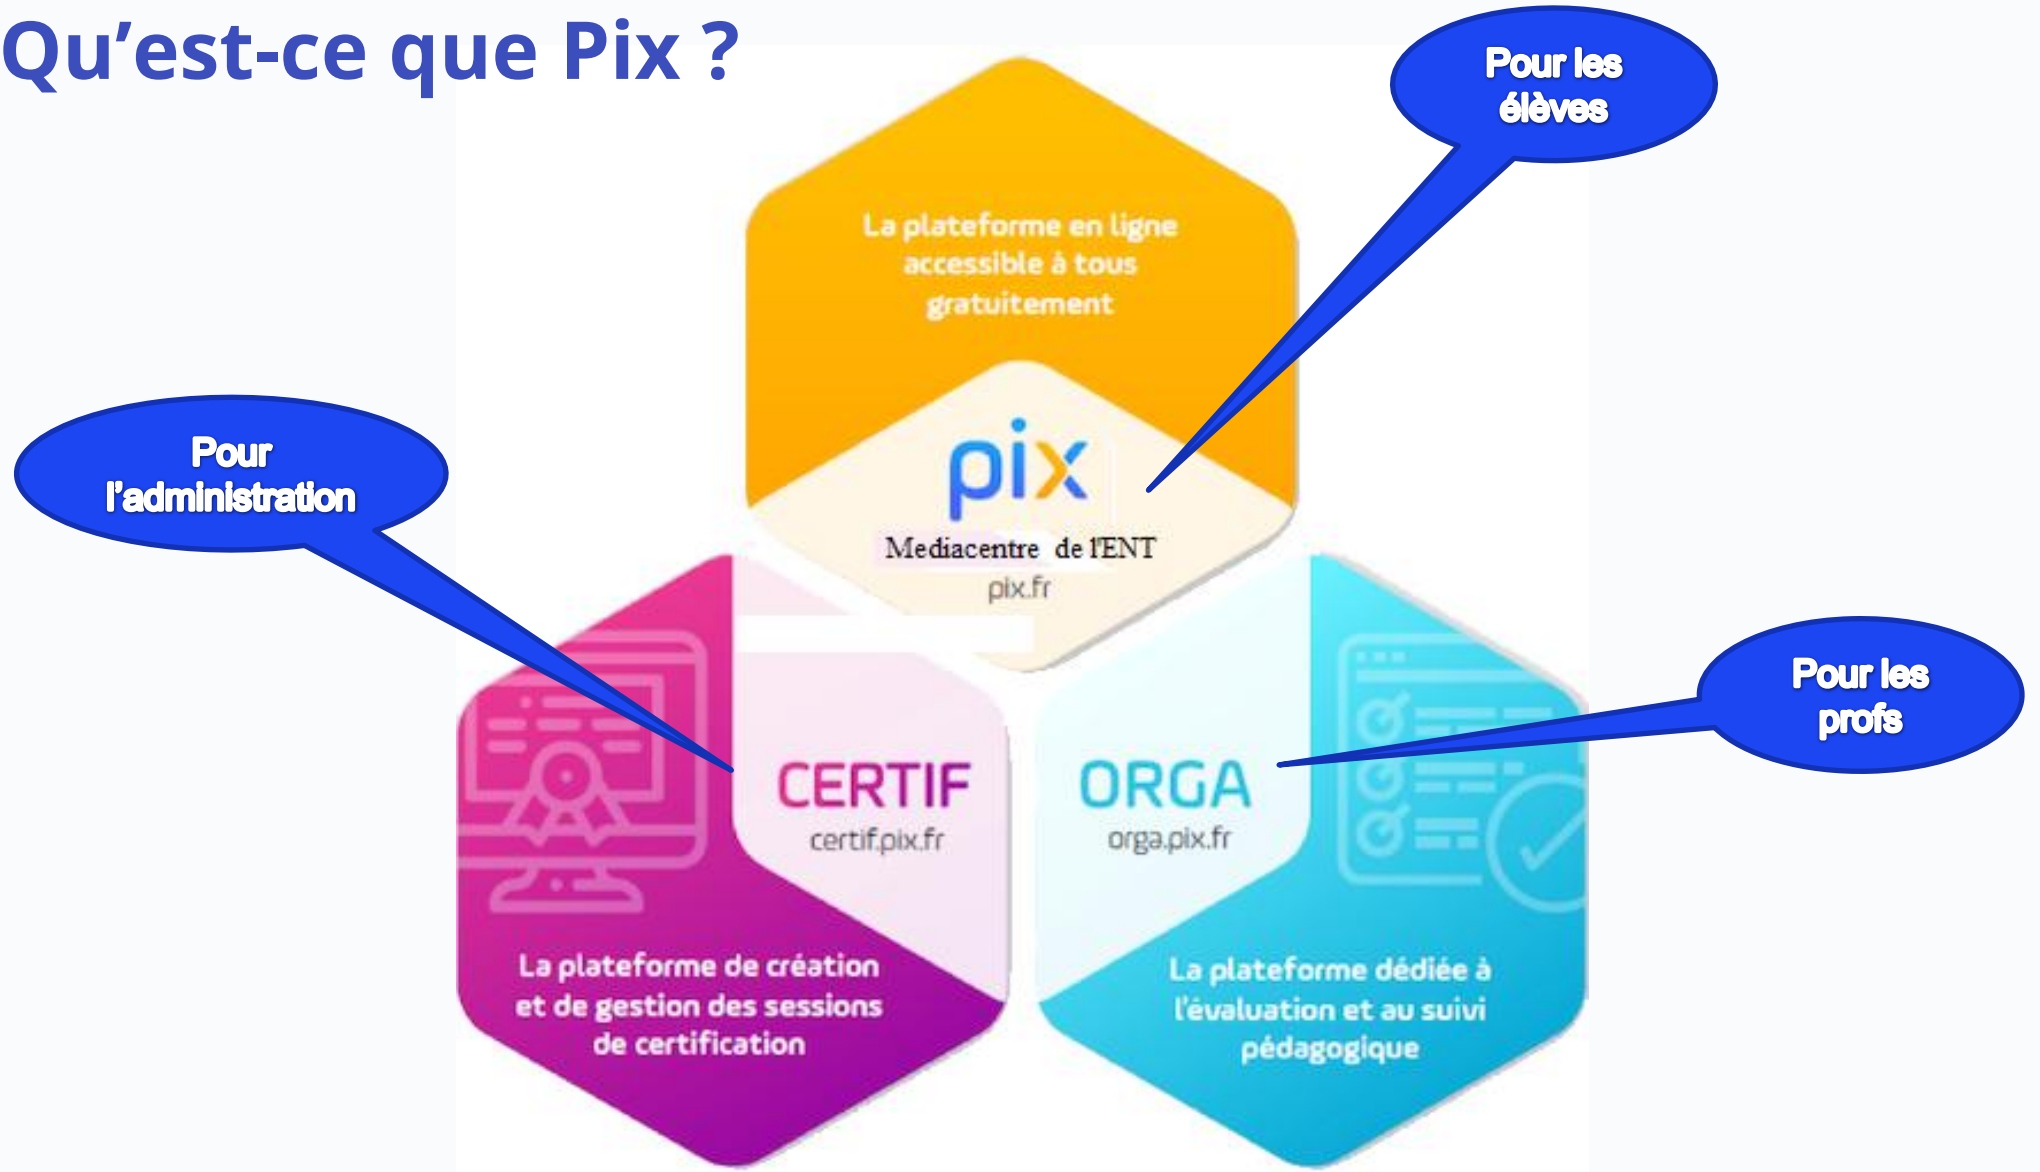 Qu’est-ce que Pix ?
Pour les
élèves
La plateforme en ligne
accessible à tous
gratuitement
pix
Mediacentre de l'ENT
pix.fr
Pour
l’administration
CERTIF
certif.pix.fr
La plateforme de création
et de gestion des sessions
de certification
Pour les
profs
ORGA
orga.pix.fr
La plateforme dédiée à
l’évaluation et au suivi
pédagogique